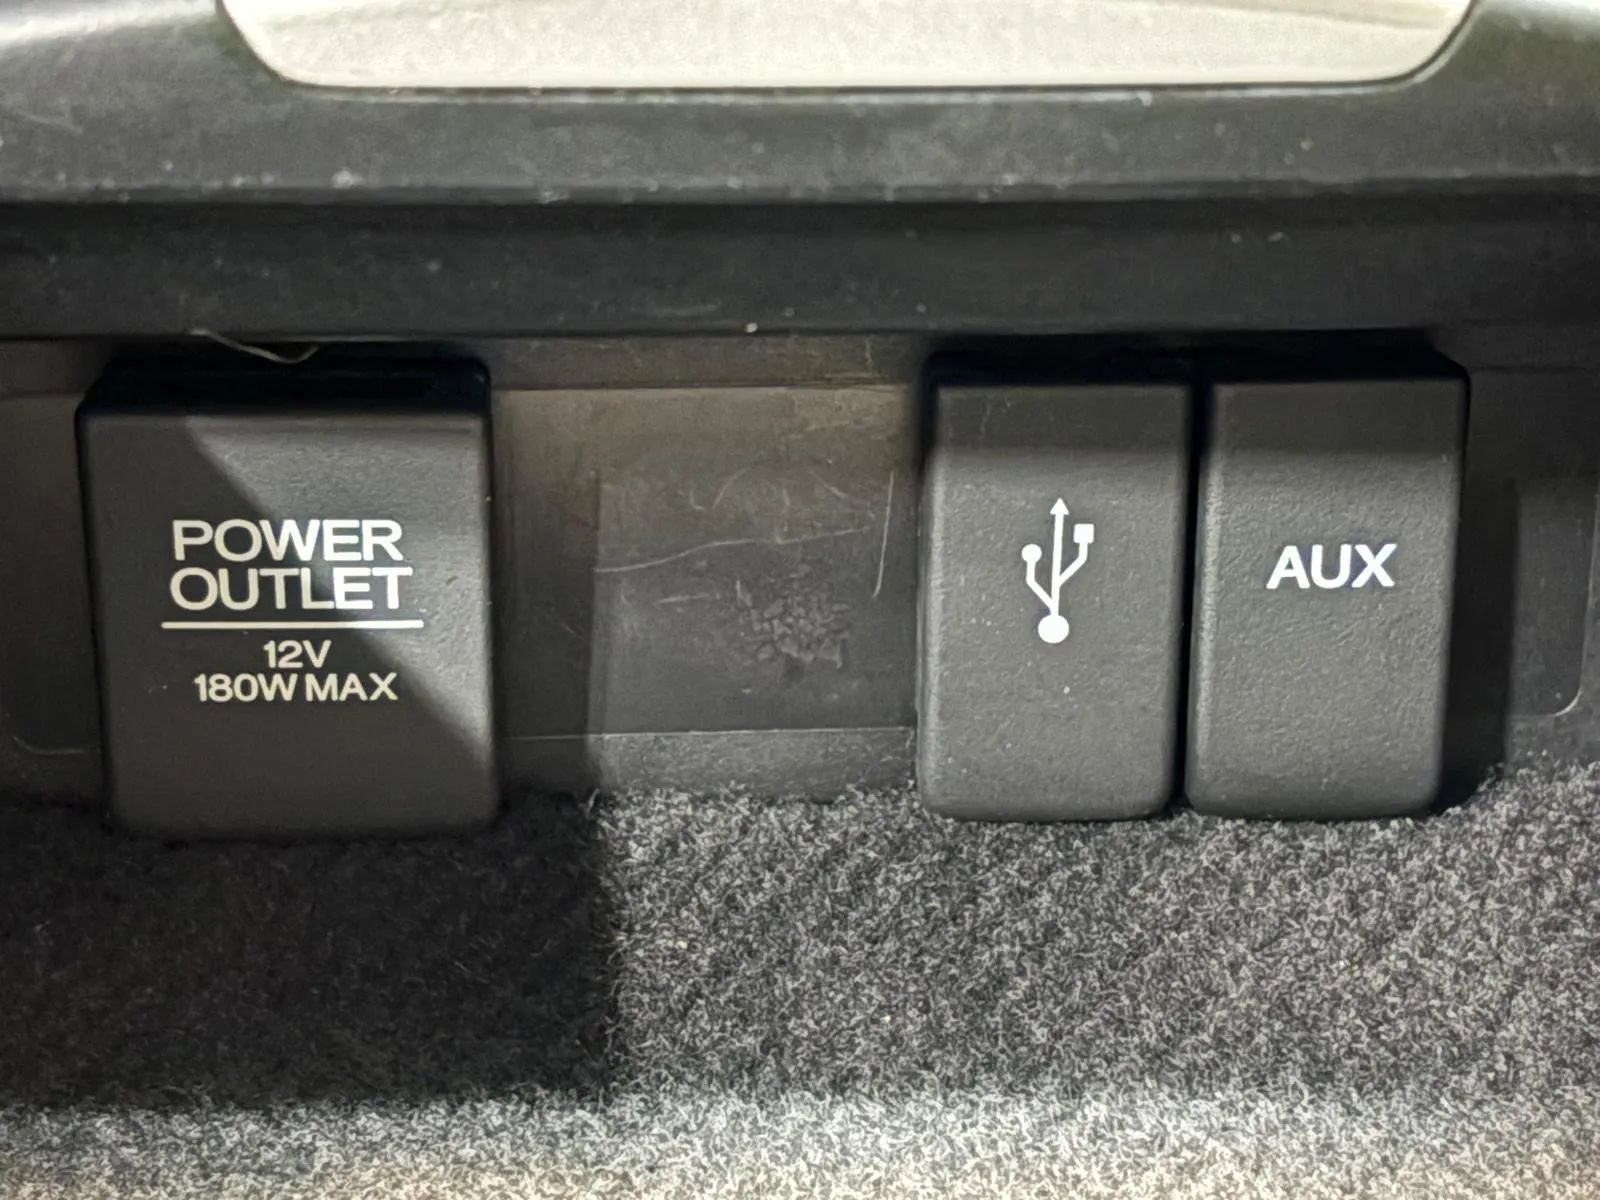 POWER
OUTLET
12V
180W MAX
AUX